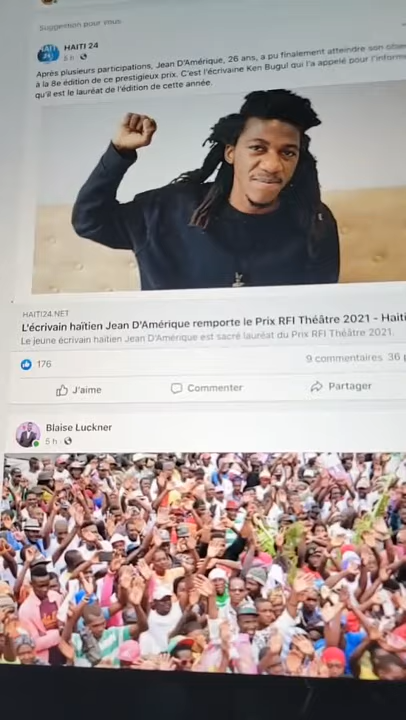 Suggestion pour vous
HAITI 24
5 h
Après plusieurs participations, Jean D'Amérique, 26 ans, a pu finalement atteindre son
à la 8e édition de ce prestigieux prix. C'est l'écrivaine Ken Bugul qui l'a appelé pour
qu'il est le lauréat de l'édition de cette année.
HAITI24.NET
L'écrivain haïtien Jean D'Amérique remporte le Prix RFI Théâtre 2021 - Haiti
Le jeune écrivain haïtien Jean D'Amérique est sacré lauréat du Prix RFI Théâtre 2021.
176
9 commentaires 36
J'aime
Commenter
Partager
Blaise Luckner
5 h